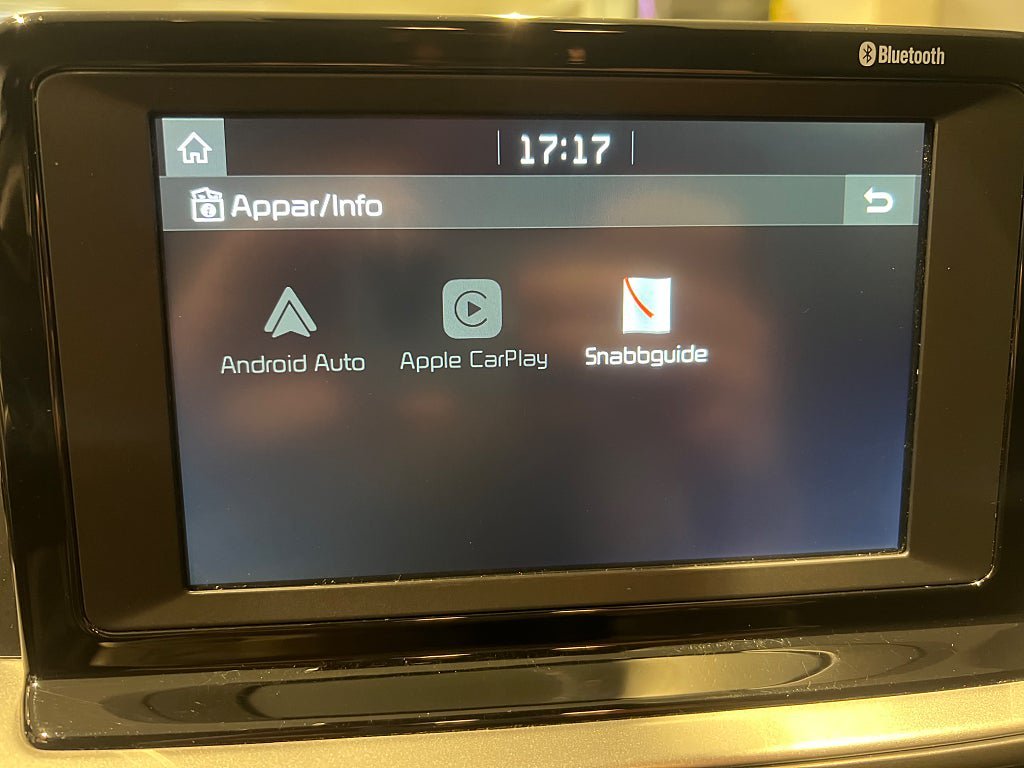 Bluetooth
17:17
Appar/Info
Android Auto
Apple CarPlay
Snabbguide